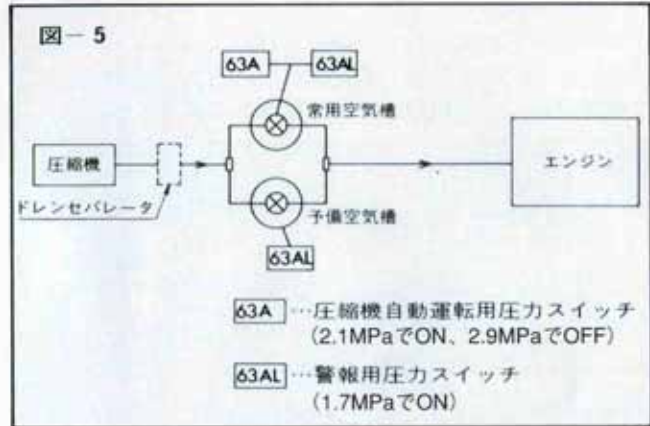 図－5
63A 63AL
常用空気槽
圧縮機
エンジン
ドレンセパレータ
予備空気槽
63AL
63A …圧縮機自動運転用圧力スイッチ
(2.1MPaでON、2.9MPaでOFF)
63AL …警報用圧力スイッチ
(1.7MPaでON)